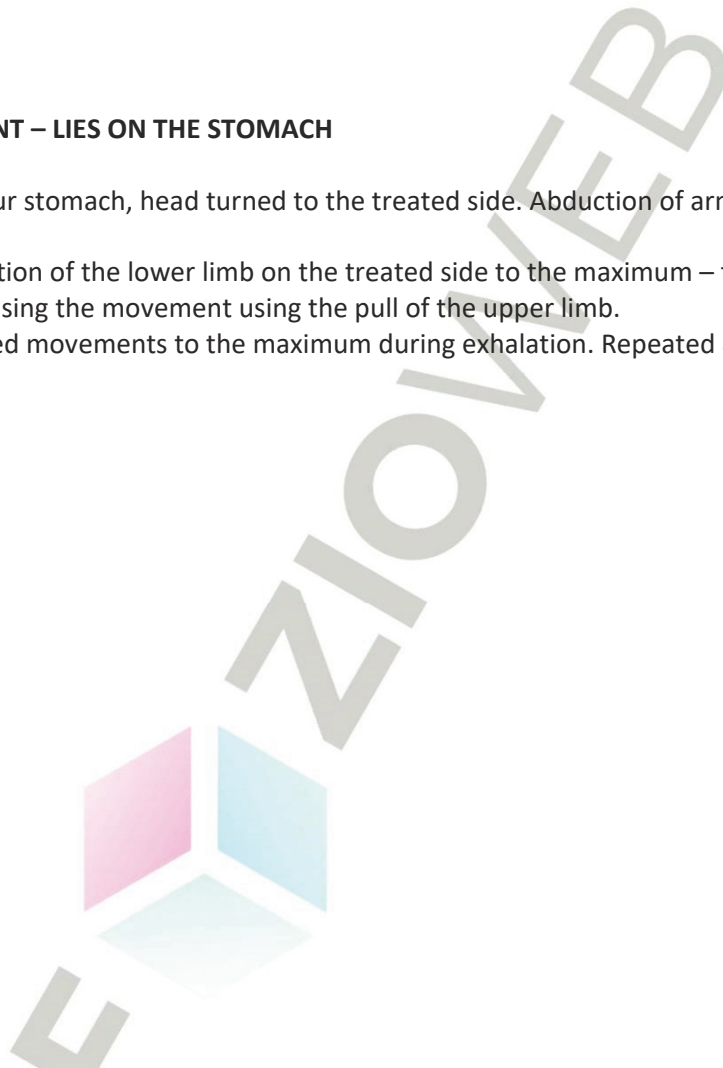 NT – LIES ON THE STOMACH
ur stomach, head turned to the treated side. Abduction of
tion of the lower limb on the treated side to the maximum –
sing the movement using the pull of the upper limb.
ed movements to the maximum during exhalation. Repeated
ZIOWEB